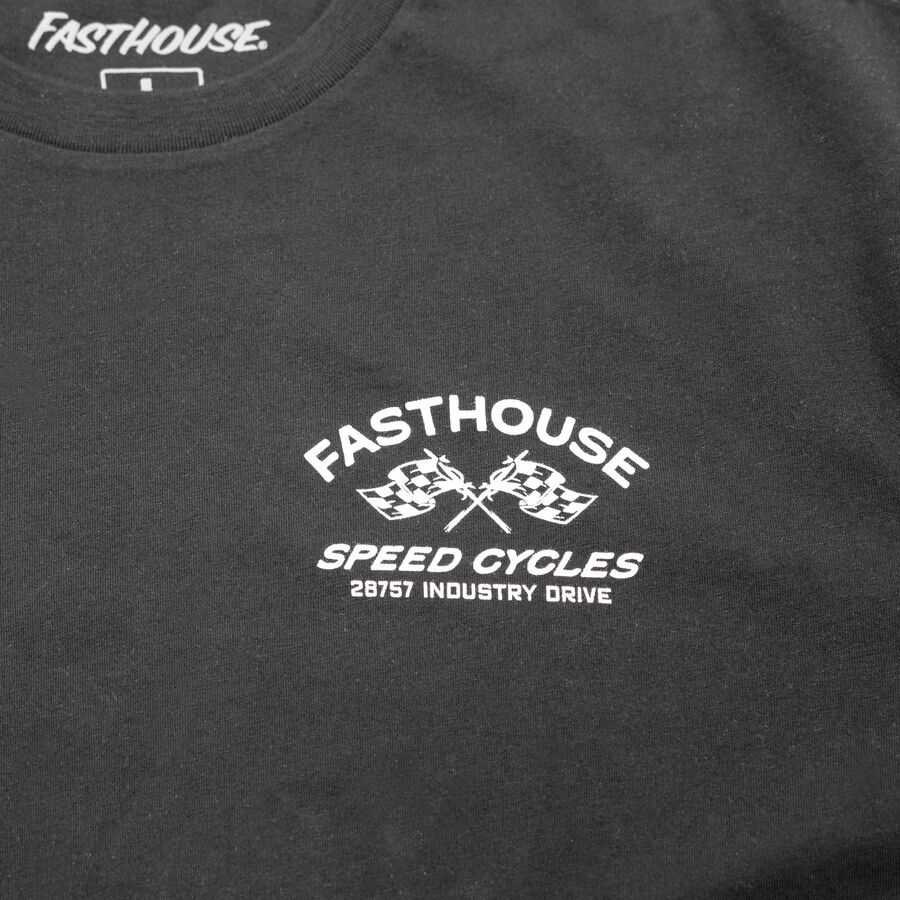 FASTHOUSE.
FASTHOUSE
SPEED CYCLES
28757 INDUSTRY DRIVE